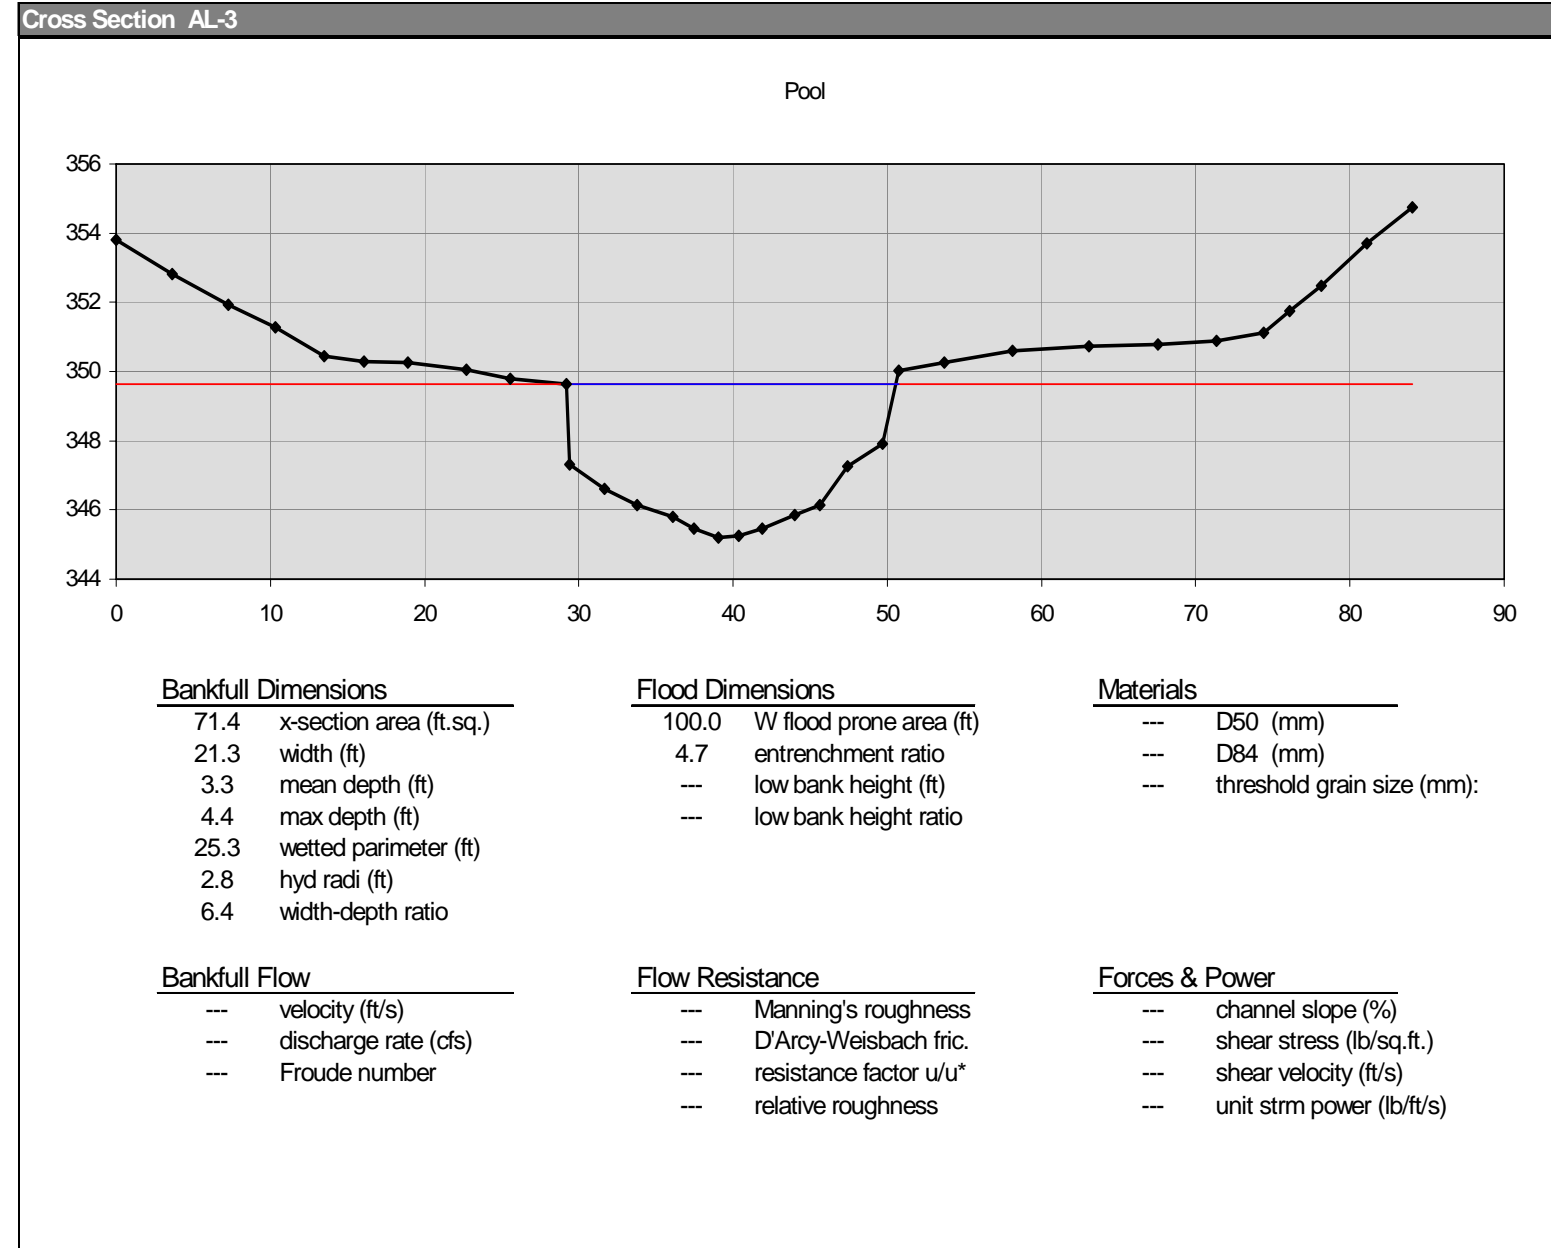 Cross Section AL-3
Pool
356
354
352
350
348
346
344
0 10 20 30 40 50 60 70 80 90
Bankfull Dimensions
71.4 x-section area (ft.sq.)
21.3 width (ft)
3.3 mean depth (ft)
4.4 max depth (ft)
25.3 wetted parimeter (ft)
2.8 hyd radi (ft)
6.4 width-depth ratio
Flood Dimensions
100.0 W flood prone area (ft)
4.7 entrenchment ratio
--- low bank height (ft)
--- low bank height ratio
Materials
--- D50 (mm)
--- D84 (mm)
--- threshold grain size (mm):
Bankfull Flow
--- velocity (ft/s)
--- discharge rate (cfs)
--- Froude number
Flow Resistance
--- Manning's roughness
--- D'Arcy-Weisbach fric.
--- resistance factor u/u*
--- relative roughness
Forces & Power
--- channel slope (%)
--- shear stress (lb/sq.ft.)
--- shear velocity (ft/s)
--- unit strm power (lb/ft/s)